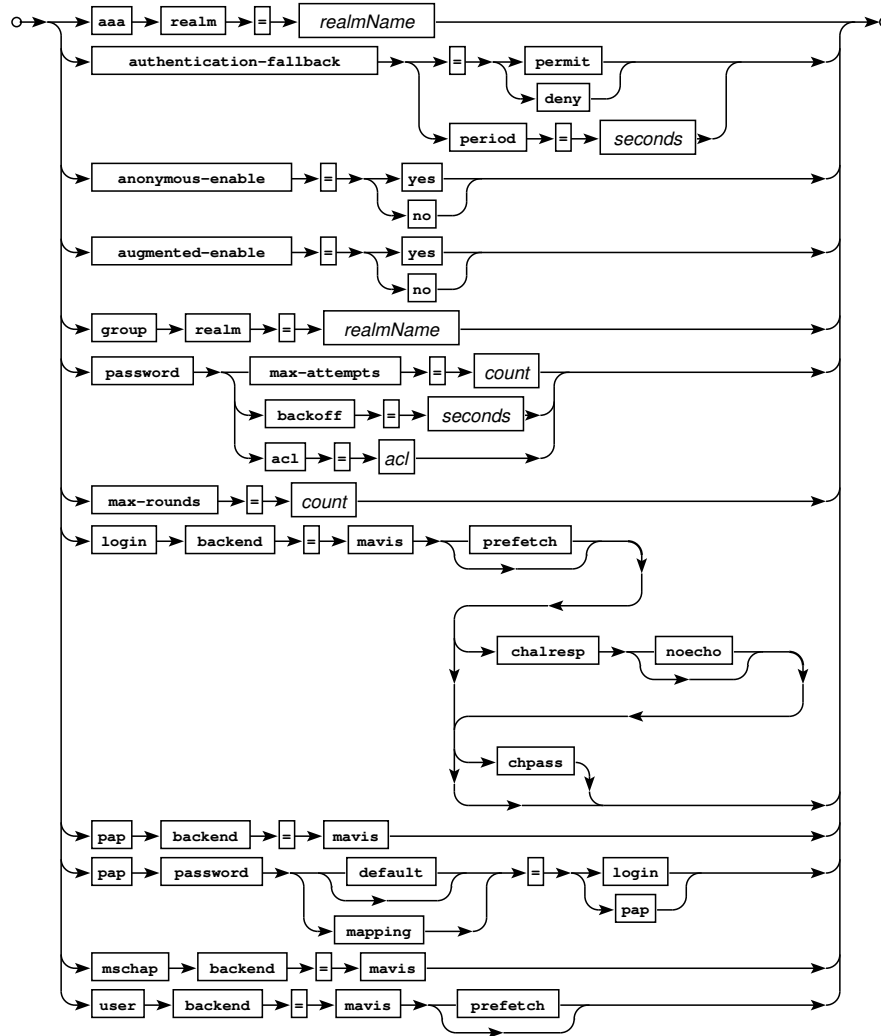 aaa realm = realmName
authentication-fallback = permit
deny
period = seconds
anonymous-enable = yes
no
augmented-enable = yes
no
group realm = realmName
password max-attempts = count
backoff = seconds
acl = acl
max-rounds = count
login backend = mavis prefetch
chalresp noecho
chpass
pap backend = mavis
pap password default = login
pap
mapping
mschap backend = mavis
user backend = mavis prefetch